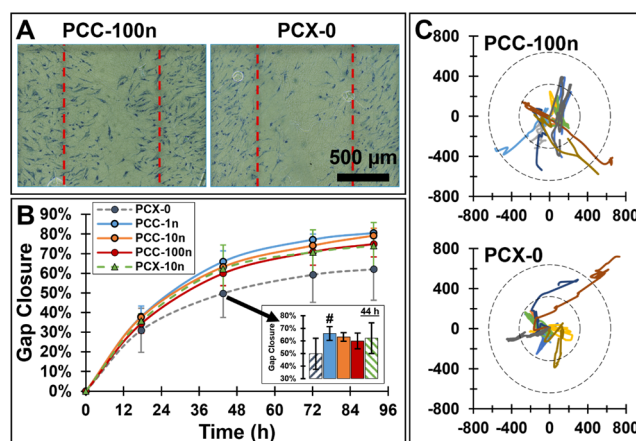 A
PCC-100n
PCX-0
500 µm
B
90%
80%
70%
60%
50%
40%
30%
20%
10%
0%
Gap Closure
PCX-0
PCC-1n
PCC-10n
PCC-100n
PCX-10n
80%
70%
60%
50%
40%
30%
Gap Closure
#
44 h
0 12 24 36 48 60 72 84 96
Time (h)
C
800
PCC-100n
400
0
-400
-800
-800 -400 0 400 800
800
PCX-0
400
0
-400
-800
-800 -400 0 400 800